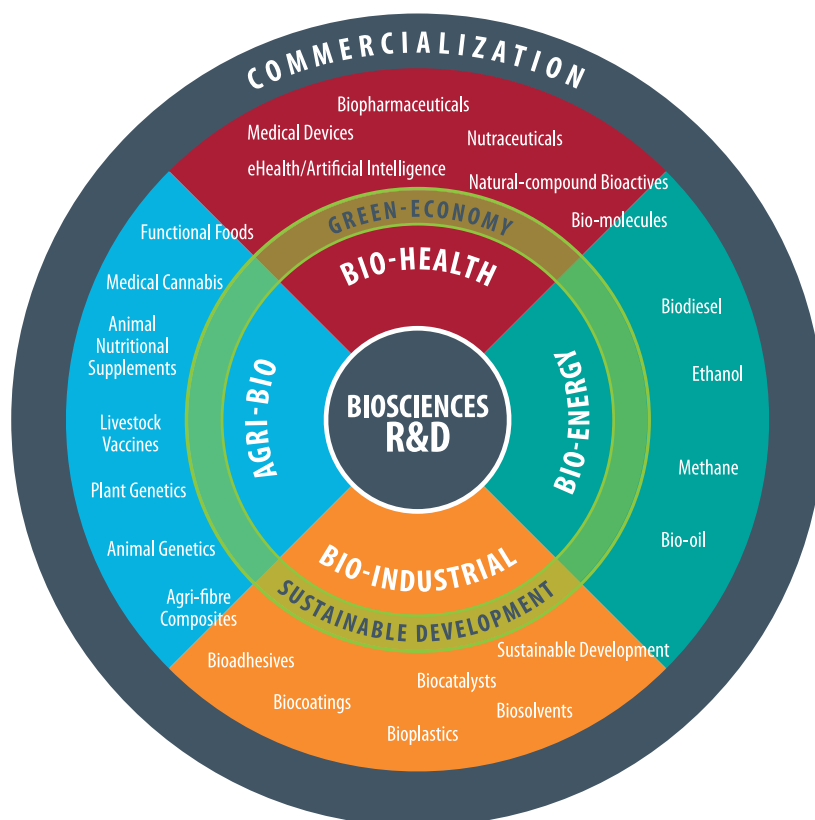 COMMERCIALIZATION
Biopharmaceuticals
Medical Devices
Nutraceuticals
eHealth/Artificial Intelligence
Natural-compound Bioactives
Bio-molecules
GREEN-ECONOMY
BIO-HEALTH
Functional Foods
Medical Cannabis
Animal
Nutritional
Supplements
Livestock
Vaccines
Plant Genetics
Animal Genetics
Agri-fibre
Composites
AGRI-BIO
BIOSCIENCES
R&D
BIO-ENERGY
Biodiesel
Ethanol
Methane
Bio-oil
BIO-INDUSTRIAL
SUSTAINABLE DEVELOPMENT
Sustainable Development
Bioadhesives
Biocatalysts
Biocoatings
Biosolvents
Bioplastics